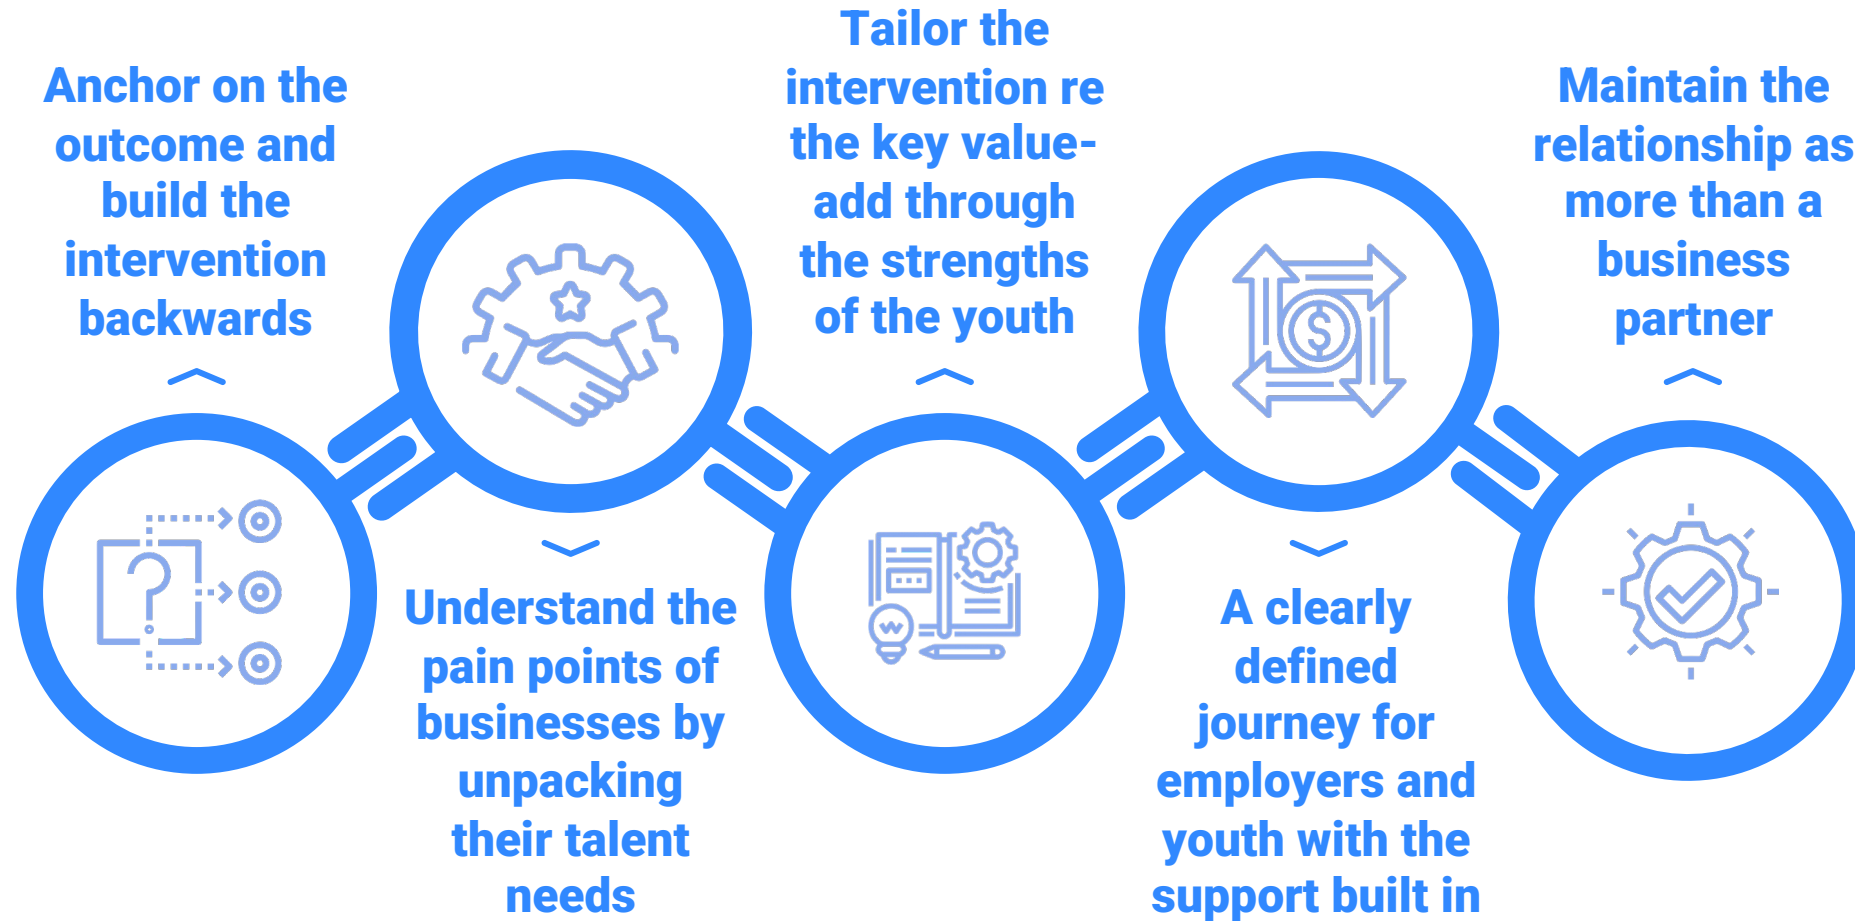 Anchor on the
outcome and
build the
intervention
backwards
Understand the
pain points of
businesses by
unpacking
their talent
needs
Tailor the
intervention re
the key value-
add through
the strengths
of the youth
A clearly
defined
journey for
employers and
youth with the
support built in
Maintain the
relationship as
more than a
business
partner